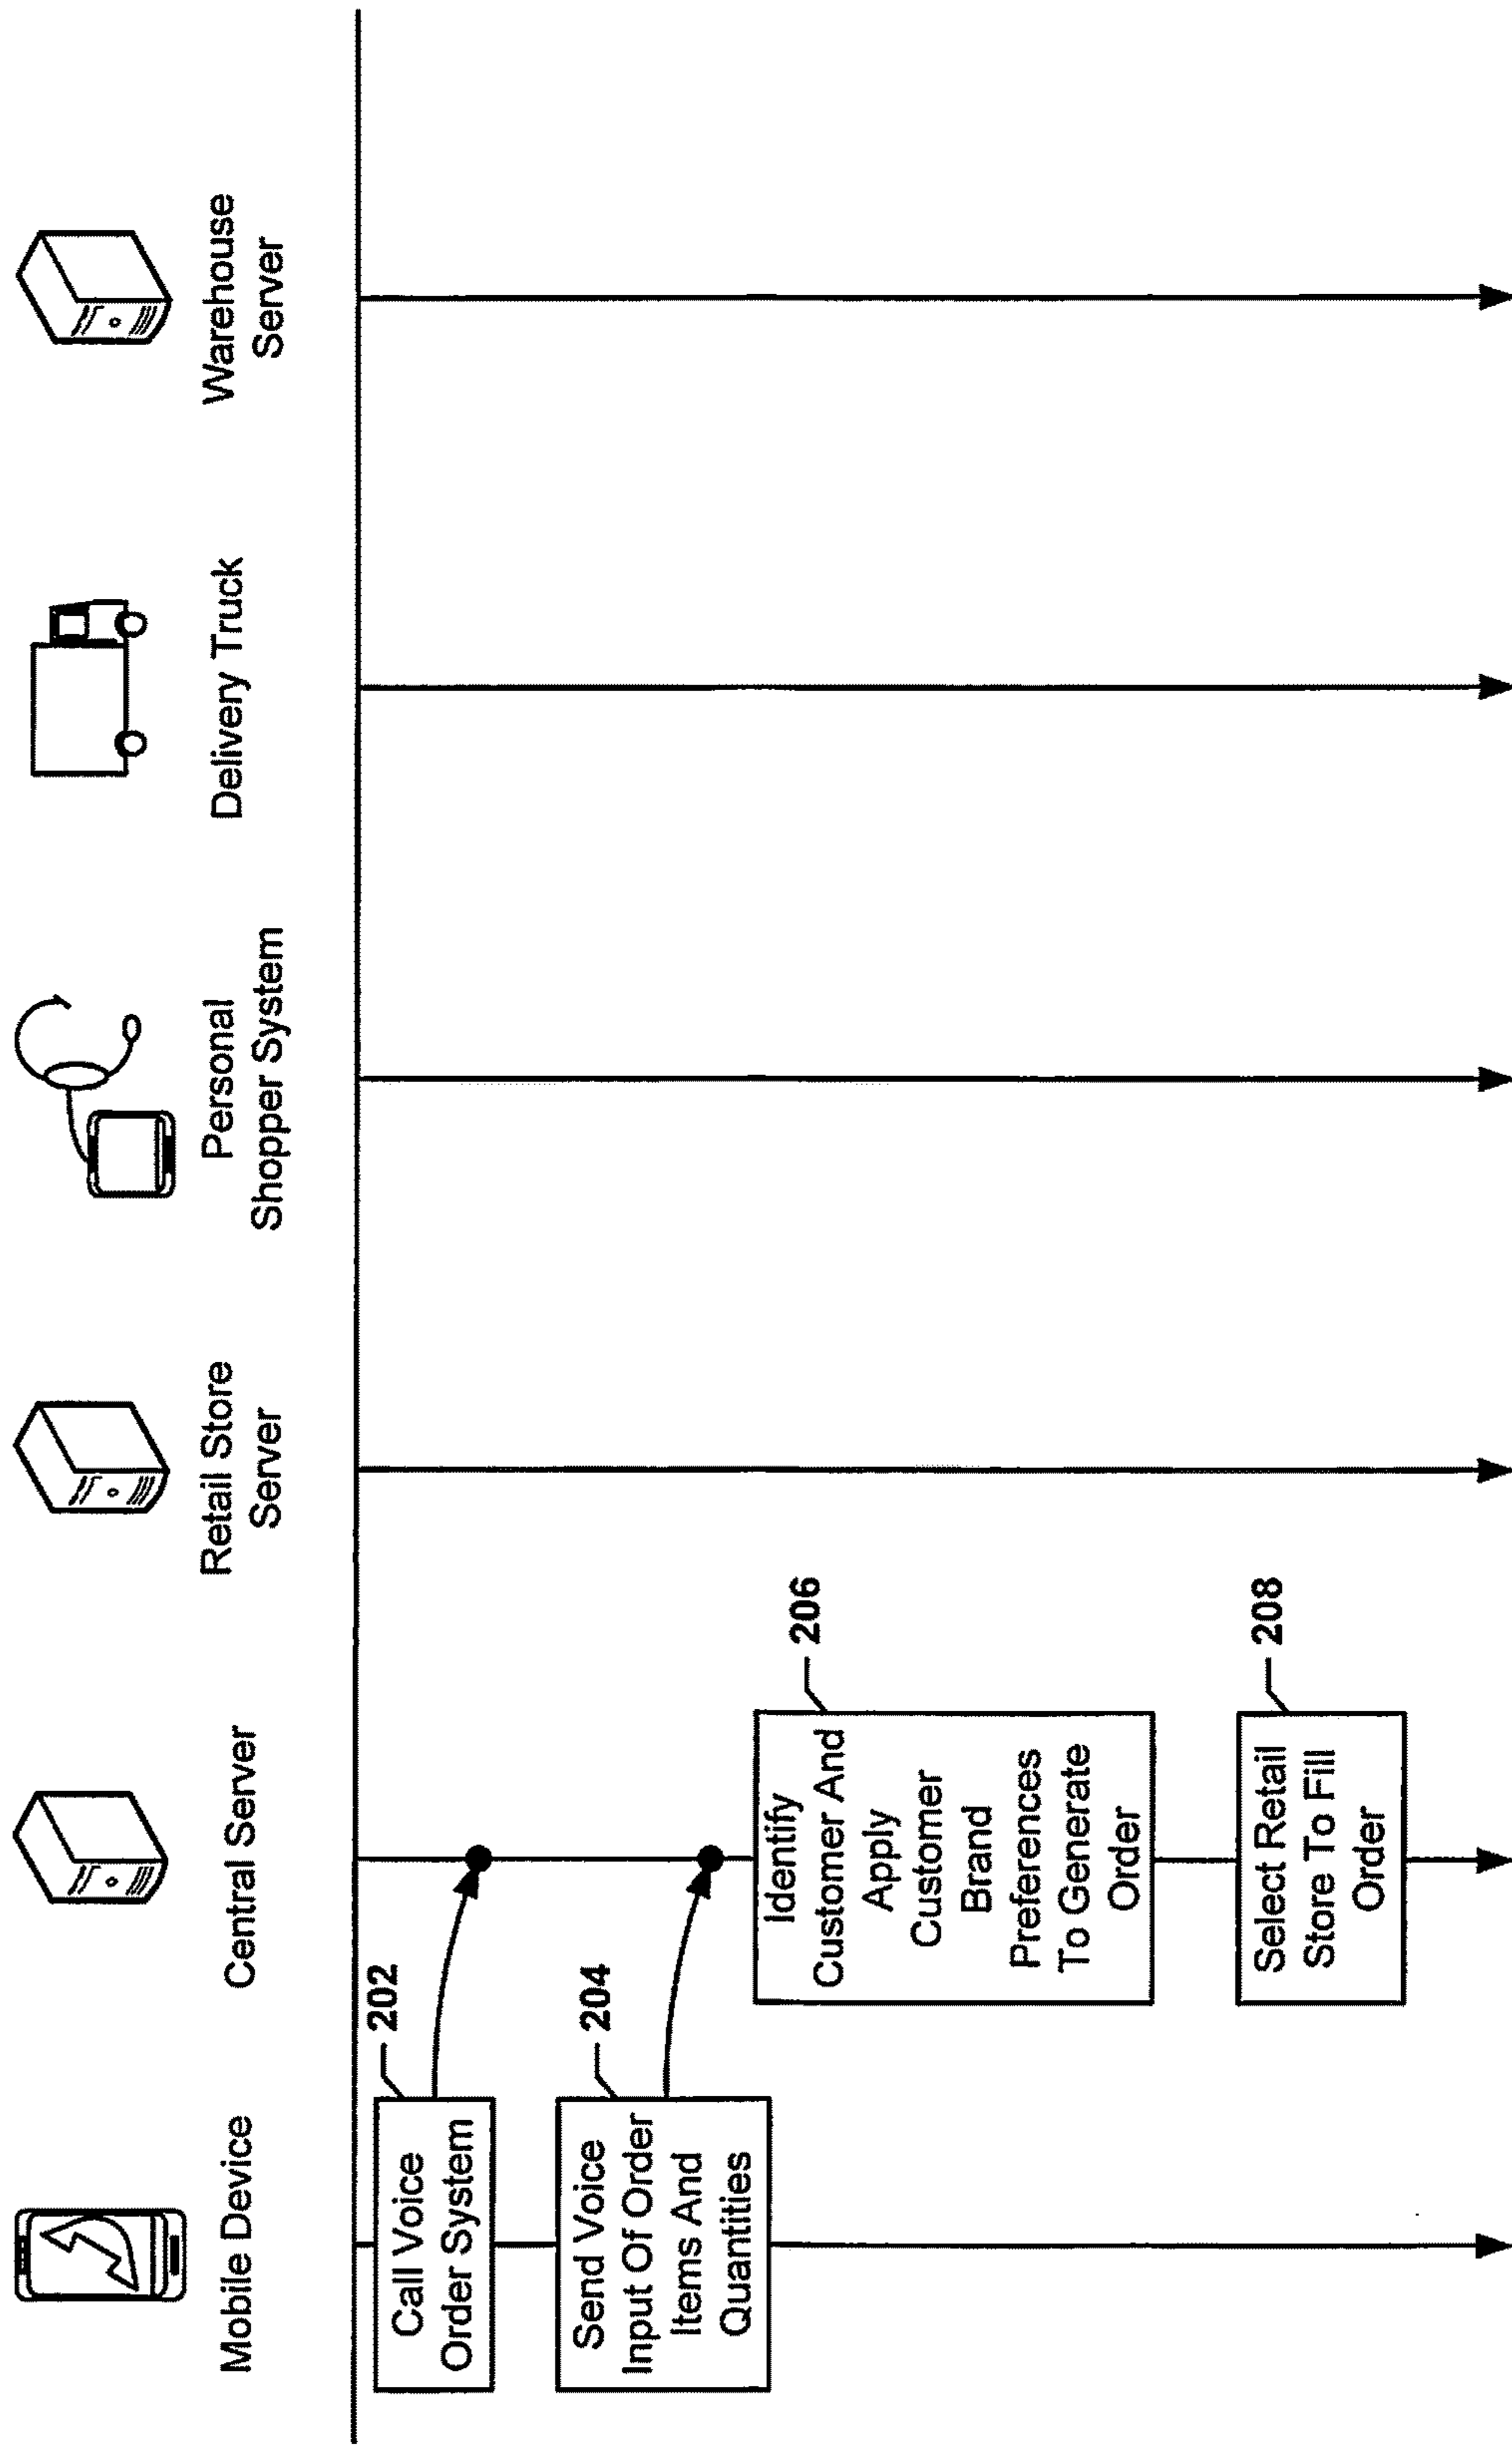 Mobile Device
Central Server
Retail Store
Server
Personal
Shopper System
Delivery Truck
Warehouse
Server
202
Call Voice
Order System
204
Send Voice
Input Of Order
Items And
Quantities
206
Identify
Customer And
Apply
Customer
Brand
Preferences
To Generate
Order
208
Select Retail
Store To Fill
Order